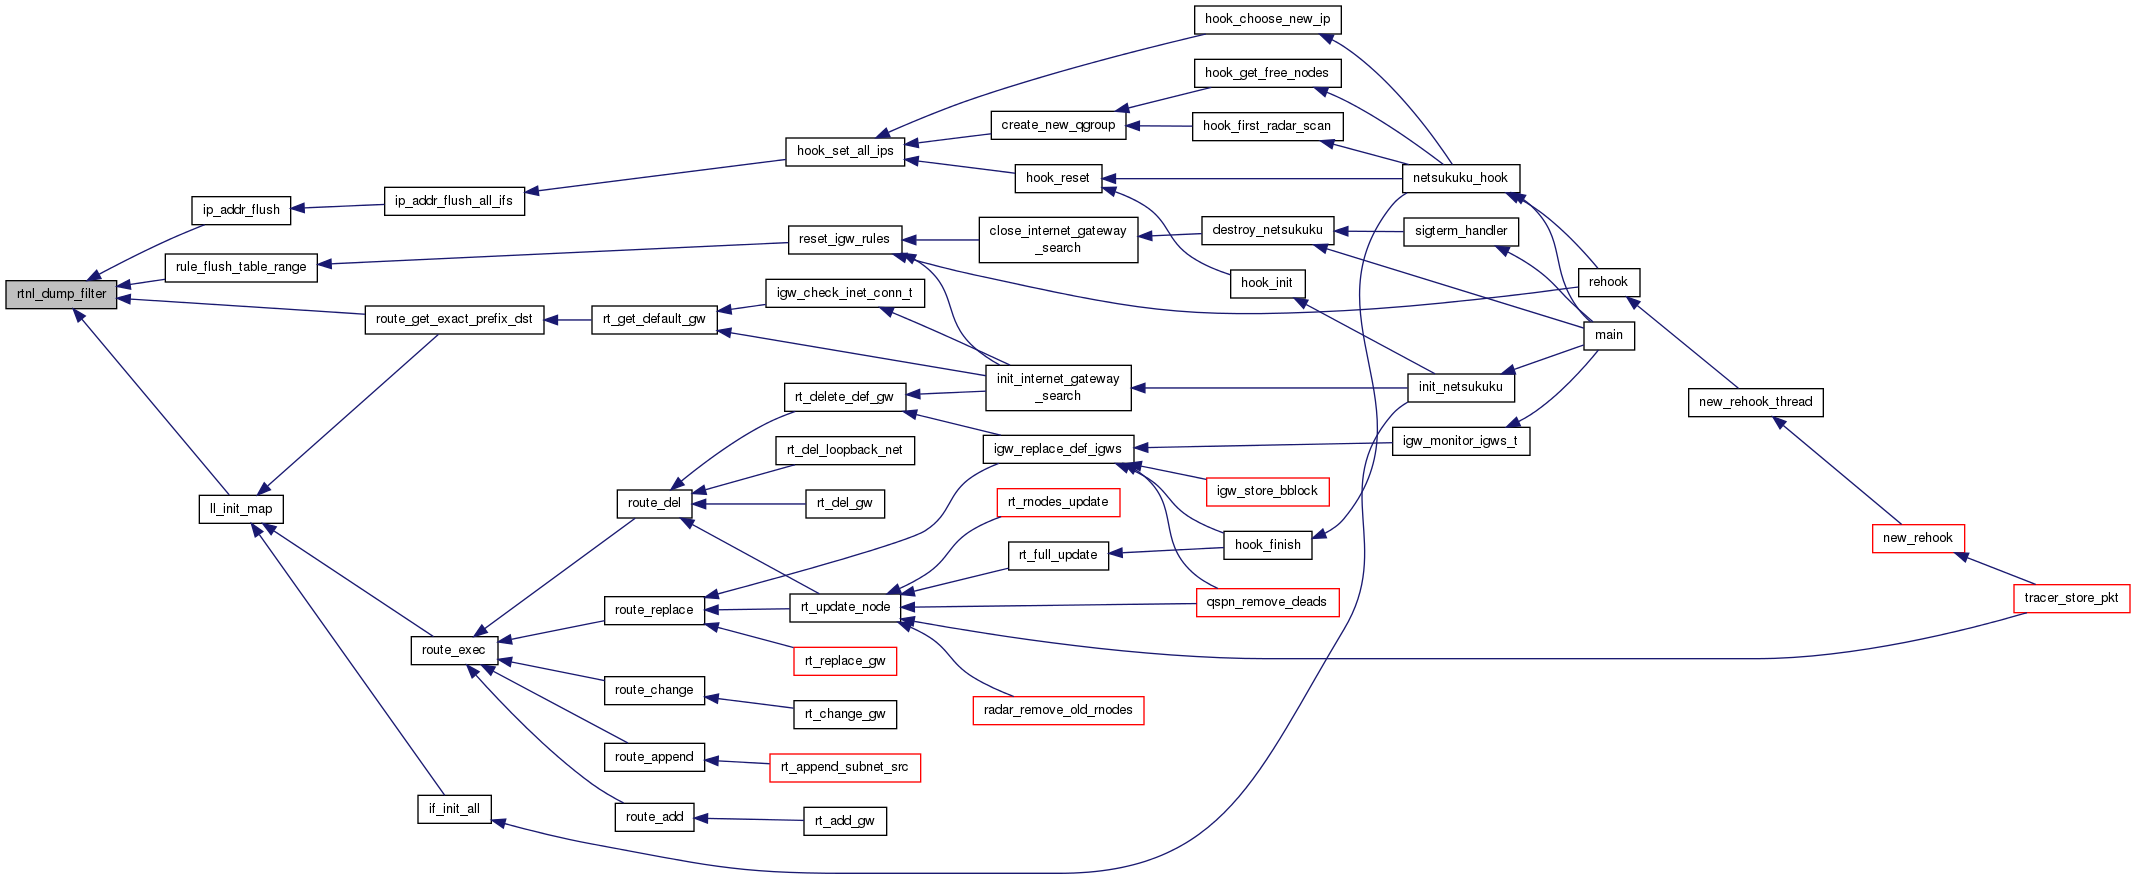 rtnl_dump_filter
ip_addr_flush
rule_flush_table_range
route_get_exact_prefix_dst
ll_init_map
ip_addr_flush_all_ifs
route_exec
if_init_all
rt_get_default_gw
route_del
route_replace
route_change
route_append
route_add
hook_set_all_ips
reset_igw_rules
igw_check_inet_conn_t
rt_delete_def_gw
rt_del_loopback_net
rt_del_gw
rt_update_node
rt_replace_gw
rt_change_gw
rt_append_subnet_src
rt_add_gw
create_new_qgroup
hook_reset
close_internet_gateway
_search
init_internet_gateway
_search
igw_replace_def_igws
rt_rnodes_update
rt_full_update
radar_remove_old_rnodes
hook_choose_new_ip
hook_get_free_nodes
hook_first_radar_scan
destroy_netsukuku
hook_init
igw_store_bblock
hook_finish
qspn_remove_deads
netsukuku_hook
sigterm_handler
init_netsukuku
igw_monitor_igws_t
rehook
main
new_rehook_thread
new_rehook
tracer_store_pkt